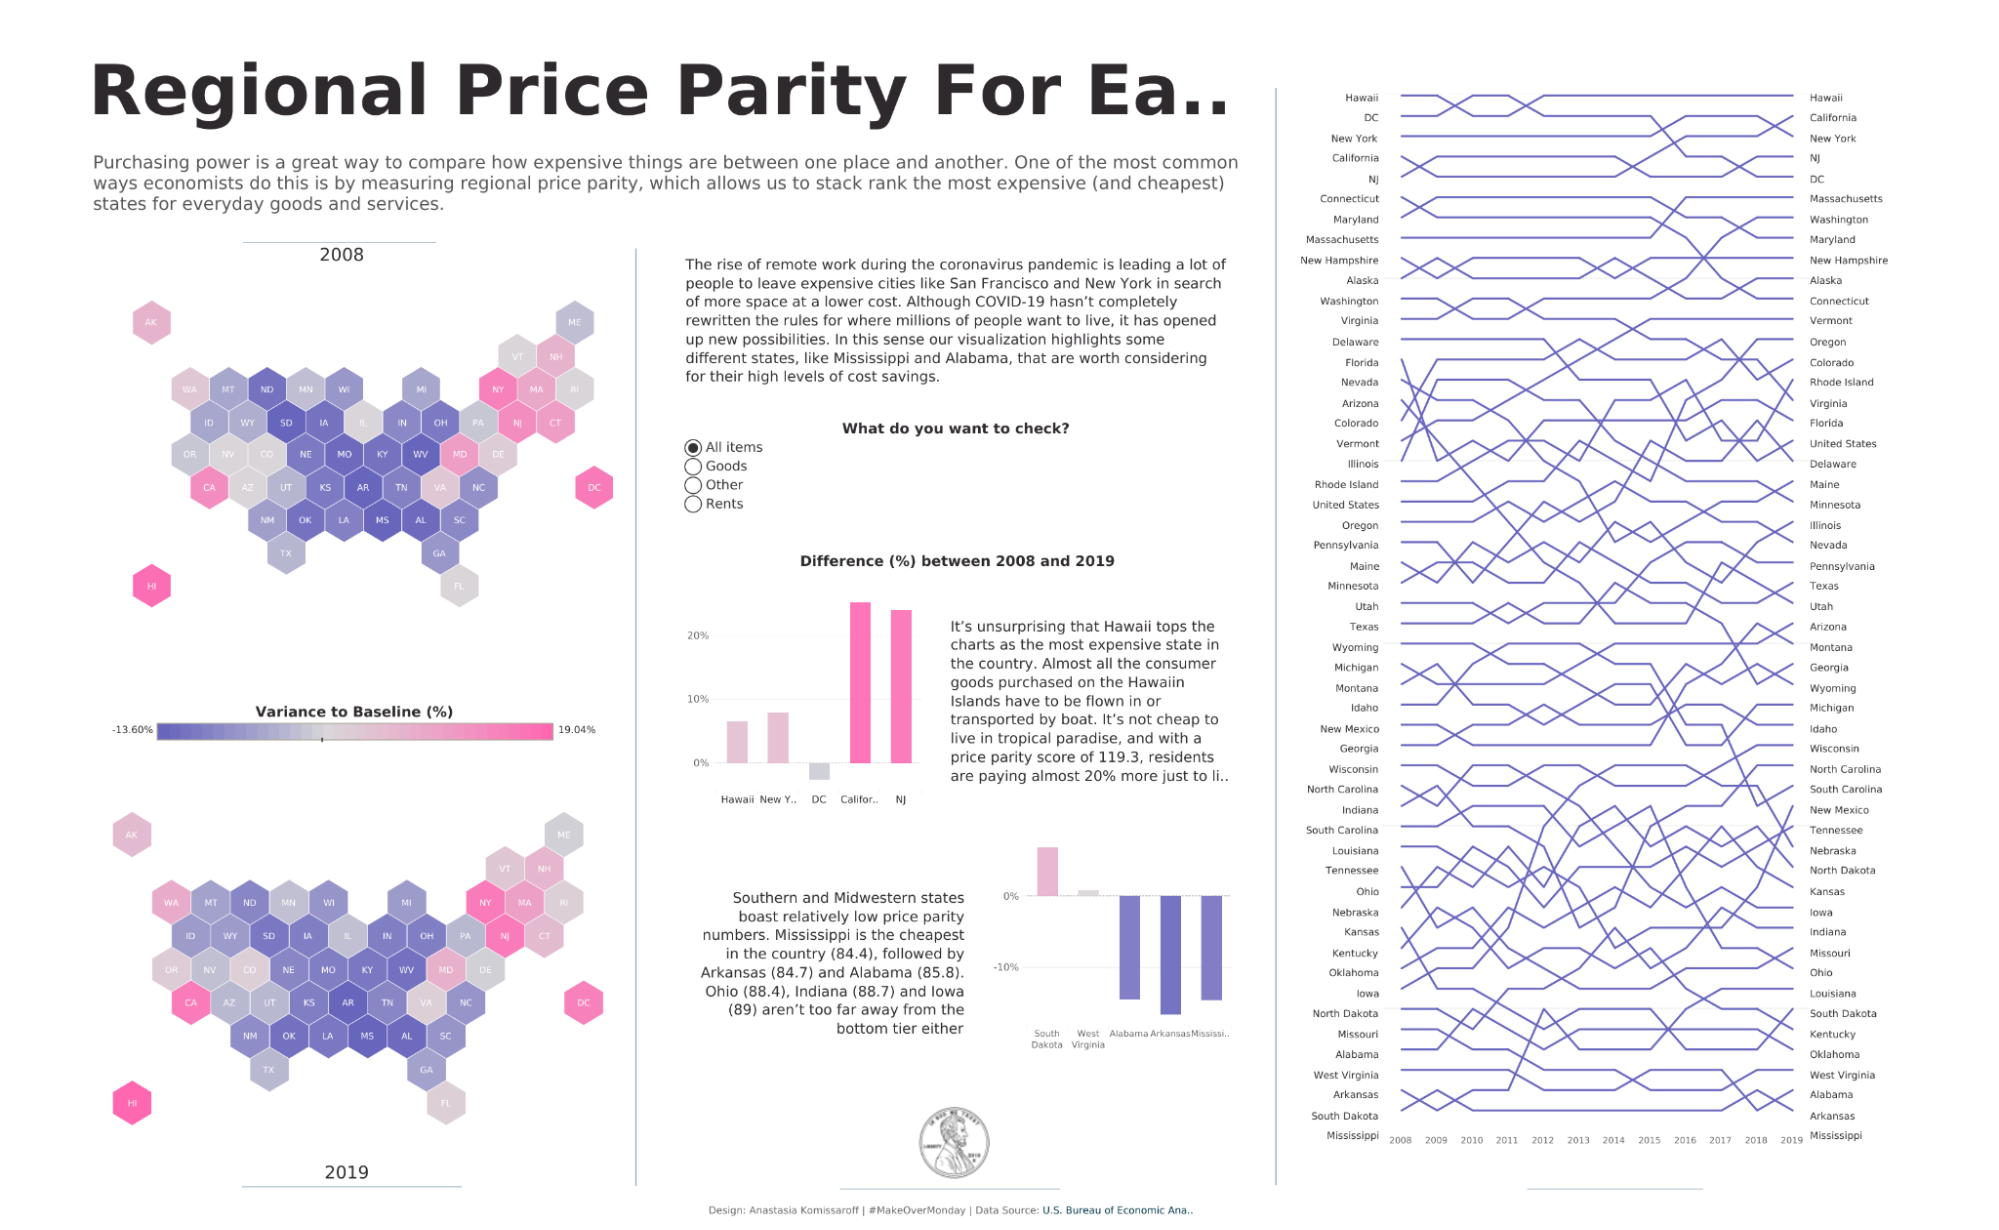 Regional Price Parity For Ea..
Purchasing power is a great way to compare how expensive things are between one place and another. One of the most common
ways economists do this is by measuring regional price parity, which allows us to stack rank the most expensive (and cheapest)
states for everyday goods and services.
2008
AK
ME
VT NH
WA MT ND MN WI MI NY MA RI
ID WY SD IA IL IN OH PA NJ CT
OR NV CO NE MO KY WV MD DE
CA AZ UT KS AR TN VA NC DC
NM OK LA MS AL SC
TX GA
HI FL
Variance to Baseline (%)
-13.60% 19.04%
AK ME
VT NH
WA MT ND MN WI MI NY MA RI
ID WY SD IA IL IN OH PA NJ CT
OR NV CO NE MO KY WV MD DE
CA AZ UT KS AR TN VA NC DC
NM OK LA MS AL SC
TX GA
HI FL
2019
The rise of remote work during the coronavirus pandemic is leading a lot of
people to leave expensive cities like San Francisco and New York in search
of more space at a lower cost. Although COVID-19 hasn’t completely
rewritten the rules for where millions of people want to live, it has opened
up new possibilities. In this sense our visualization highlights some
different states, like Mississippi and Alabama, that are worth considering
for their high levels of cost savings.
What do you want to check?
All items
Goods
Other
Rents
Difference (%) between 2008 and 2019
20%
10%
0%
Hawaii New Y.. DC Califor.. NJ
It’s unsurprising that Hawaii tops the
charts as the most expensive state in
the country. Almost all the consumer
goods purchased on the Hawaiin
Islands have to be flown in or
transported by boat. It’s not cheap to
live in tropical paradise, and with a
price parity score of 119.3, residents
are paying almost 20% more just to li..
Southern and Midwestern states
boast relatively low price parity
numbers. Mississippi is the cheapest
in the country (84.4), followed by
Arkansas (84.7) and Alabama (85.8).
Ohio (88.4), Indiana (88.7) and Iowa
(89) aren’t too far away from the
bottom tier either
0%
-10%
South West Alabama Arkansas Mississi..
Dakota Virginia
LIBERTY
Design: Anastasia Komissaroff | #MakeOverMonday | Data Source: U.S. Bureau of Economic Ana..
Hawaii Hawaii
DC California
New York New York
California NJ
NJ DC
Connecticut Massachusetts
Maryland Washington
Massachusetts Maryland
New Hampshire New Hampshire
Alaska Alaska
Washington Connecticut
Virginia Vermont
Delaware Oregon
Florida Colorado
Nevada Rhode Island
Arizona Virginia
Colorado Florida
Vermont United States
Illinois Delaware
Rhode Island Maine
United States Minnesota
Oregon Illinois
Pennsylvania Nevada
Maine Pennsylvania
Minnesota Texas
Utah Utah
Texas Arizona
Wyoming Montana
Michigan Georgia
Montana Wyoming
Idaho Michigan
New Mexico Idaho
Georgia Wisconsin
Wisconsin North Carolina
North Carolina South Carolina
Indiana New Mexico
South Carolina Tennessee
Louisiana Nebraska
Tennessee North Dakota
Ohio Kansas
Nebraska Iowa
Kansas Indiana
Kentucky Missouri
Oklahoma Ohio
Iowa Louisiana
North Dakota South Dakota
Missouri Kentucky
Alabama Oklahoma
West Virginia West Virginia
Arkansas Alabama
South Dakota Arkansas
Mississippi Mississippi
2008 2009 2010 2011 2012 2013 2014 2015 2016 2017 2018 2019